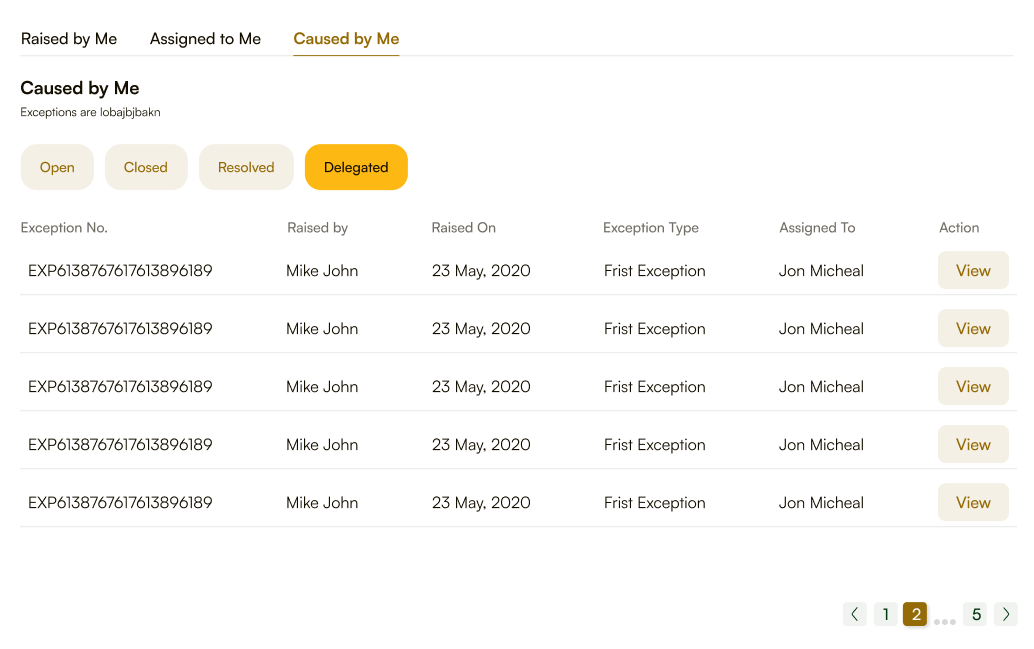 Raised by Me Assigned to Me Caused by Me
Caused by Me
Exceptions are lobajbjbakn
Open Closed Resolved Delegated
Exception No. Raised by Raised On Exception Type Assigned To Action
EXP6138767617613896189 Mike John 23 May, 2020 Frist Exception Jon Micheal View
EXP6138767617613896189 Mike John 23 May, 2020 Frist Exception Jon Micheal View
EXP6138767617613896189 Mike John 23 May, 2020 Frist Exception Jon Micheal View
EXP6138767617613896189 Mike John 23 May, 2020 Frist Exception Jon Micheal View
EXP6138767617613896189 Mike John 23 May, 2020 Frist Exception Jon Micheal View
1 2 ... 5